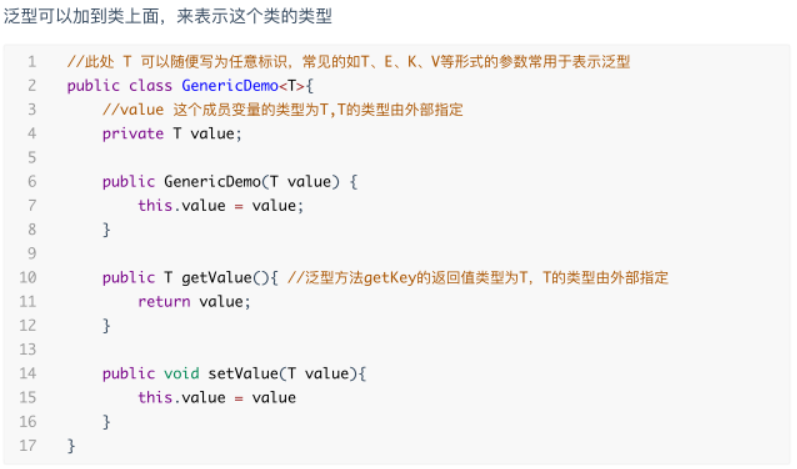 泛型可以加到类上面，来表示这个类的类型
1 //此处 T 可以随便写为任意标识，常见的如T、E、K、V等形式的参数常用于表示泛型
2 public class GenericDemo<T>{
3     //value 这个成员变量的类型为T,T的类型由外部指定
4     private T value;
5
6     public GenericDemo(T value) {
7         this.value = value;
8     }
9
10     public T getValue(){ //泛型方法getKey的返回值类型为T，T的类型由外部指定
11         return value;
12     }
13
14     public void setValue(T value){
15         this.value = value
16     }
17 }